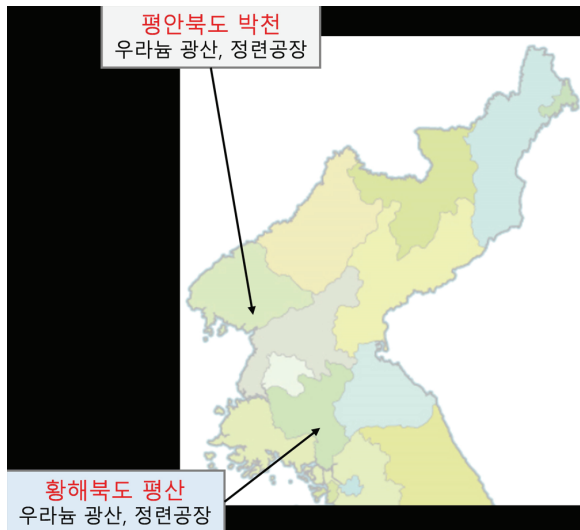 평안북도 박천
우라늄 광산, 정련공장
황해북도 평산
우라늄 광산, 정련공장